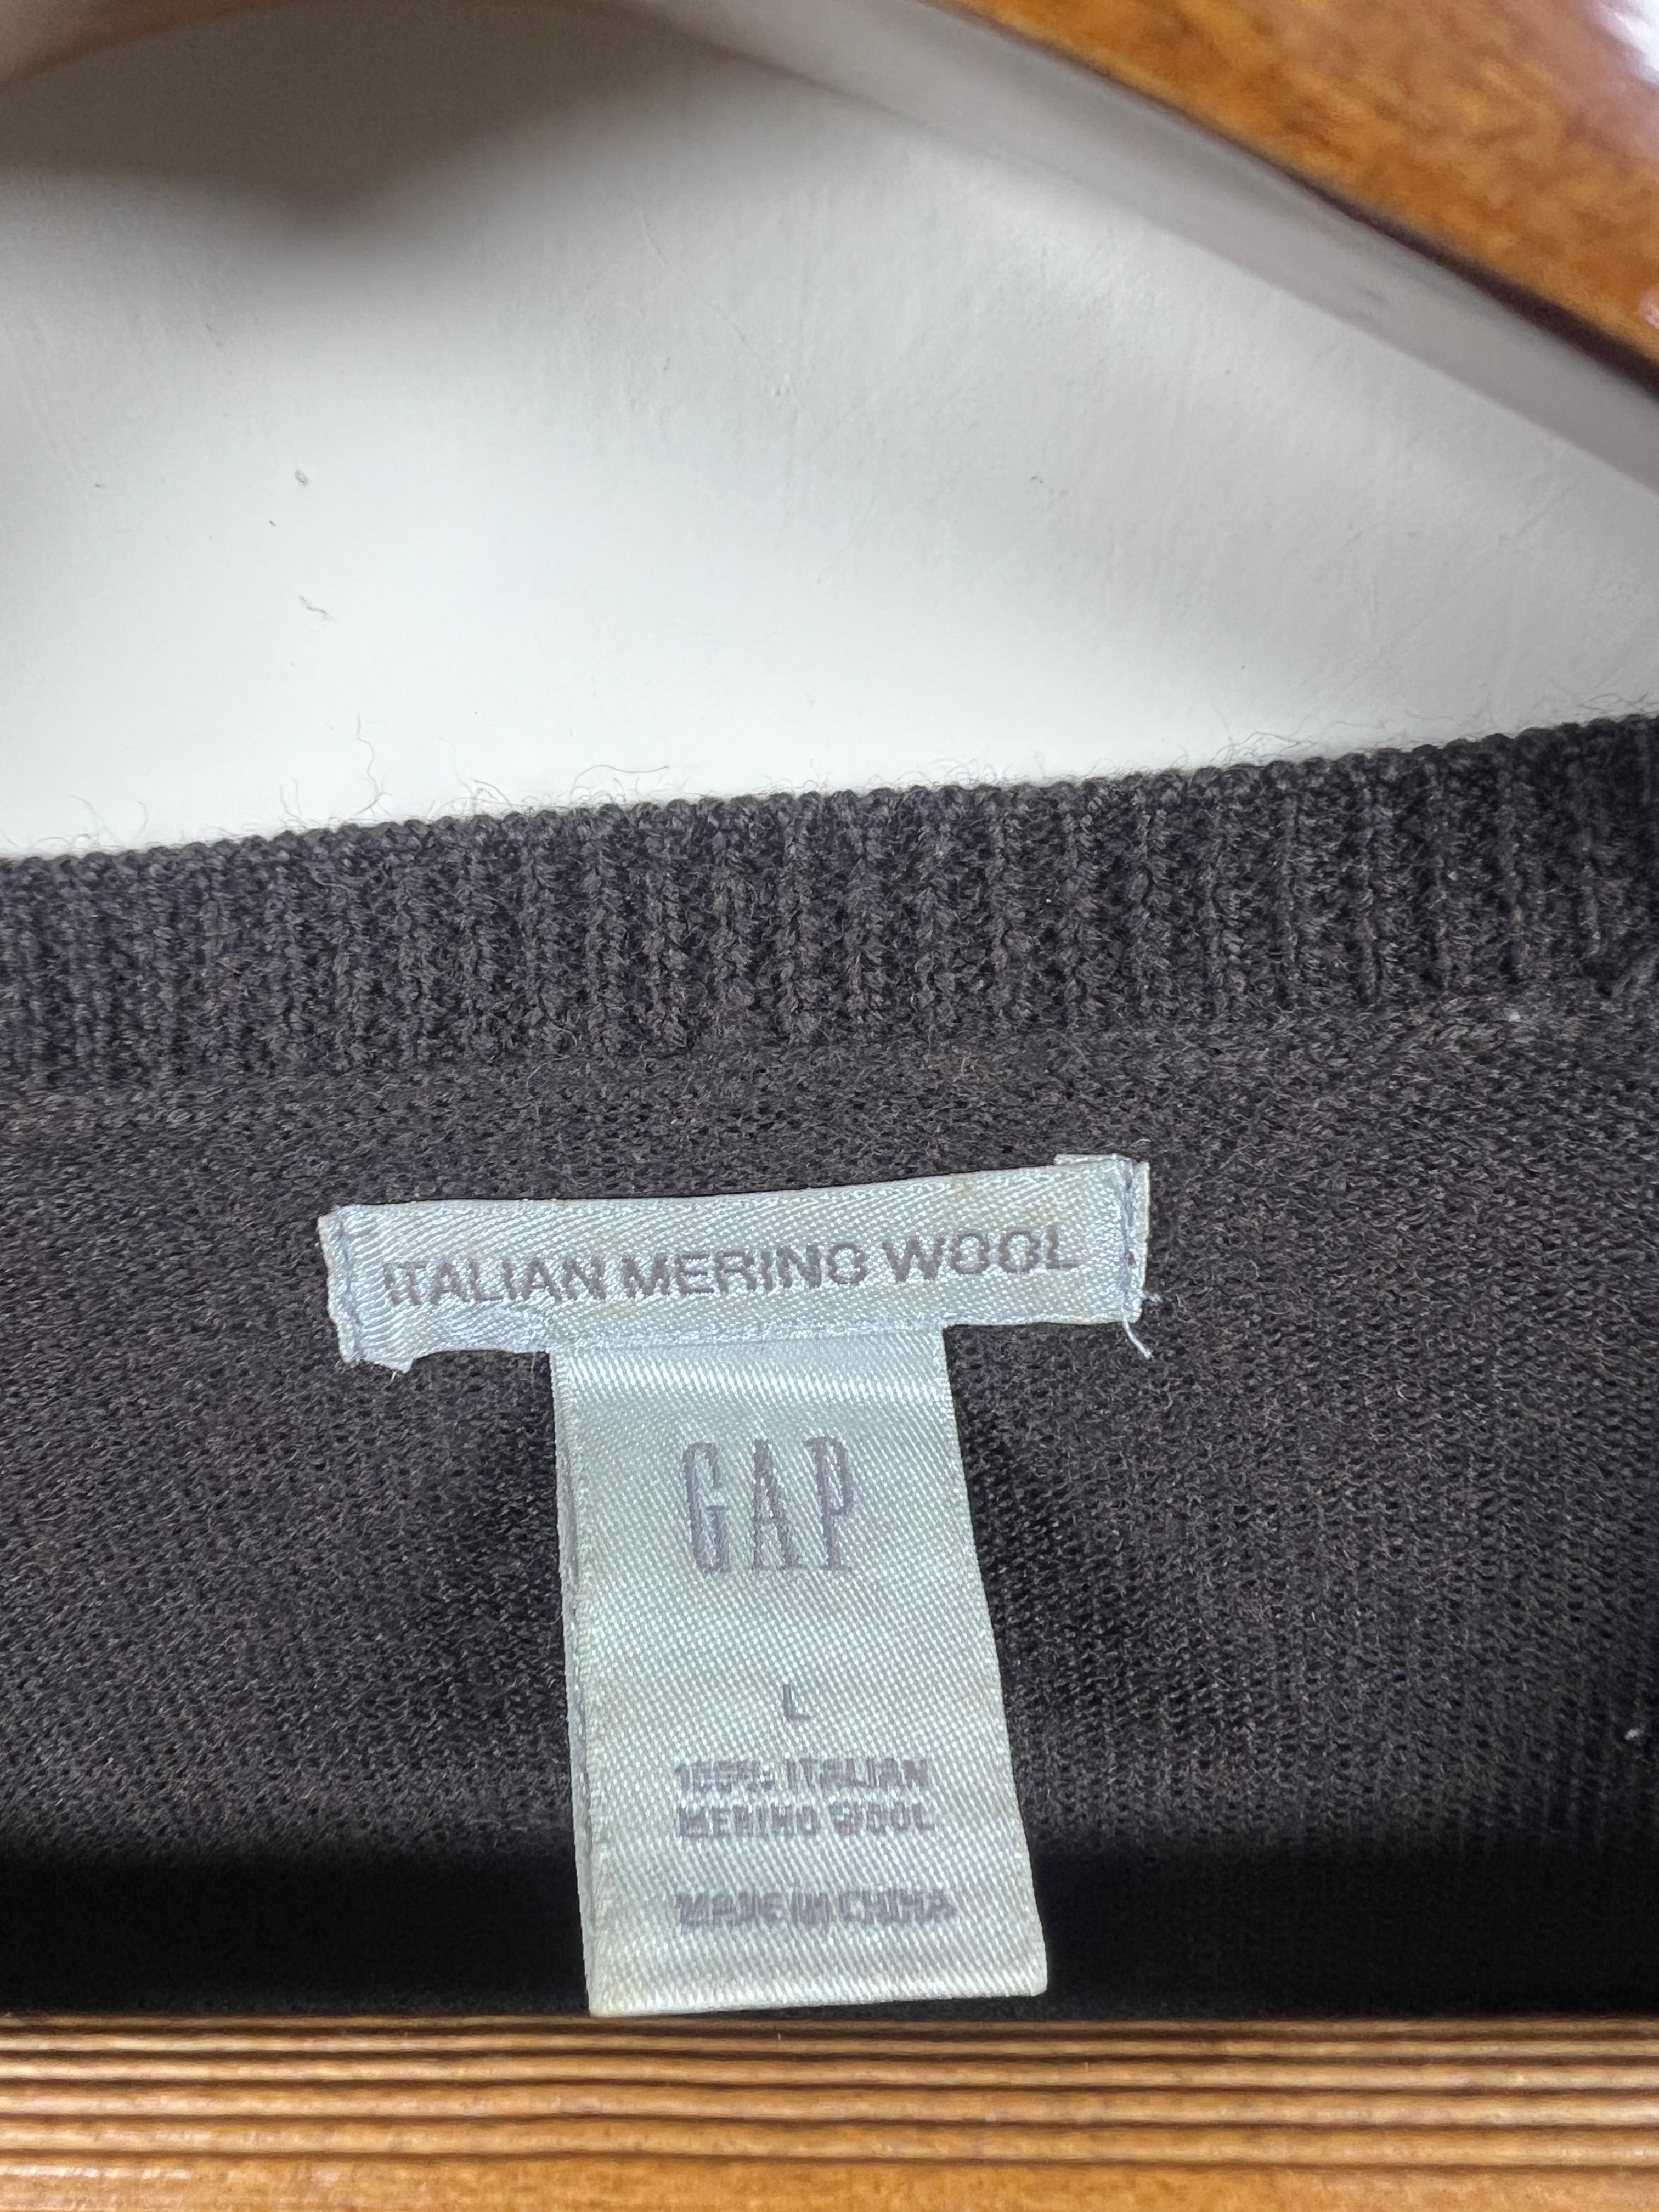 ITALIAN MERINO WOOL
GAP
L
100% ITALIAN
MERINO WOOL
MADE IN CHINA